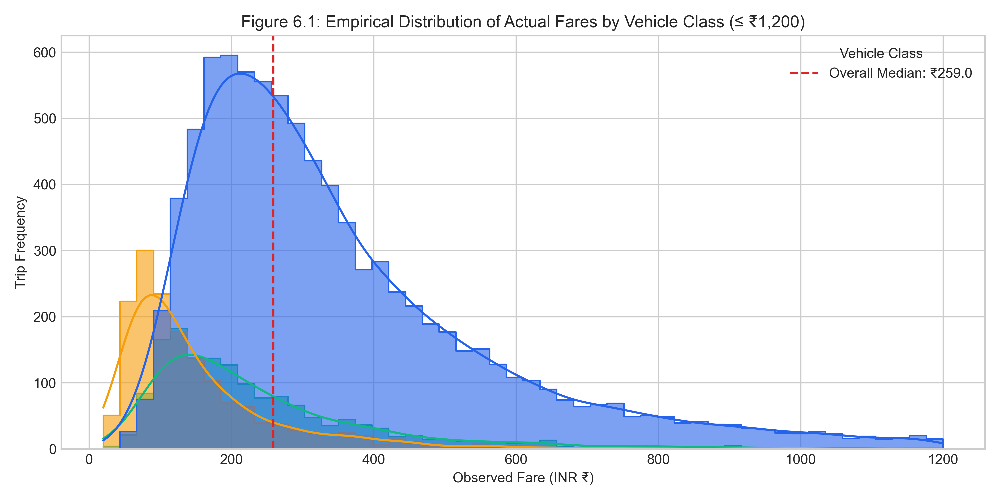 Figure 6.1: Empirical Distribution of Actual Fares by Vehicle Class (≤ ₹1,200)
Vehicle Class
Overall Median: ₹259.0
Trip Frequency
600
500
400
300
200
100
0
0 200 400 600 800 1000 1200
Observed Fare (INR ₹)